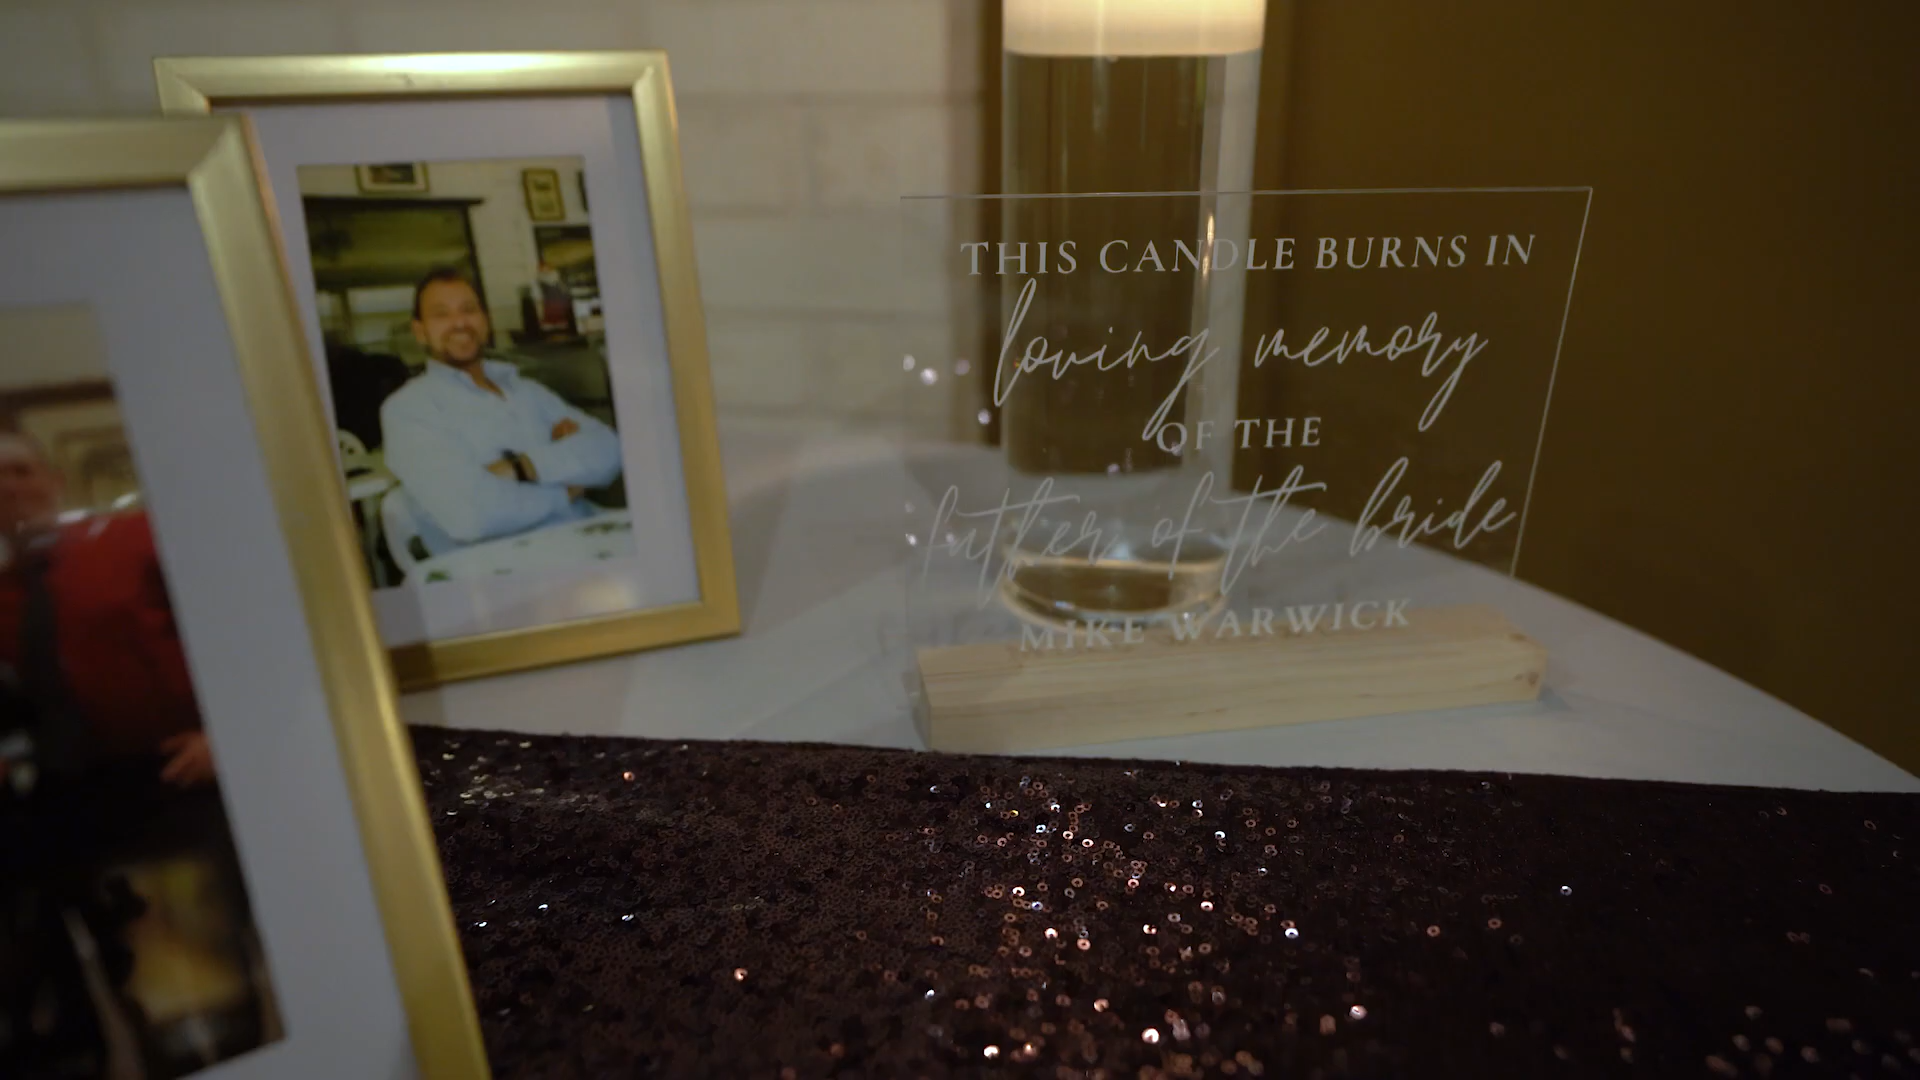 THIS CANDLE BURNS IN
loving memory
OF THE
father of the bride
MIKE WARWICK